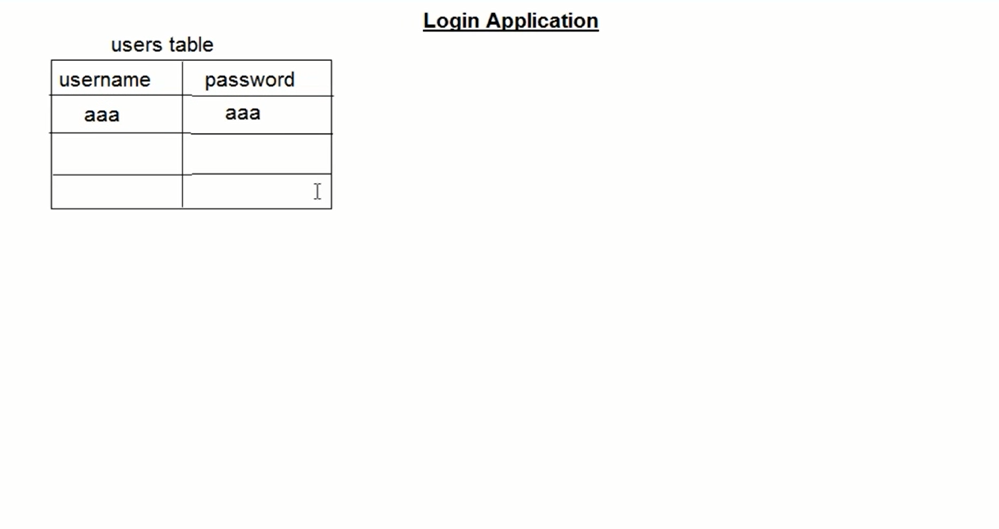 Login Application
users table
username password
aaa aaa